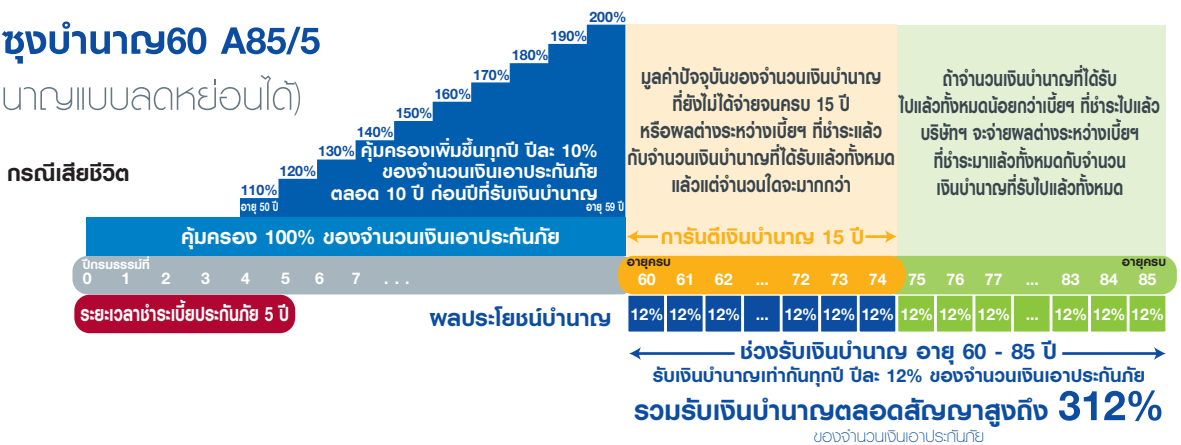 ซุงบำนาญ60 A85/5
นาญแบบลดหย่อนได้)
กรณีเสียชีวิต
110%
120%
130%
140%
150%
160%
170%
180%
190%
200%
อายุ 50 ปี
อายุ 59 ปี
คุ้มครองเพิ่มขึ้นทุกปี ปีละ 10%
ของจำนวนเงินเอาประกันภัย
ตลอด 10 ปี ก่อนปีที่รับเงินบำนาญ
คุ้มครอง 100% ของจำนวนเงินเอาประกันภัย
มูลค่าปัจจุบันของจำนวนเงินบำนาญ
ที่ยังไม่ได้จ่ายจนครบ 15 ปี
หรือผลต่างระหว่างเบี้ยฯ ที่ชำระแล้ว
กับจำนวนเงินบำนาญที่ได้รับแล้วทั้งหมด
แล้วแต่จำนวนใดจะมากกว่า
การันตีเงินบำนาญ 15 ปี
ถ้าจำนวนเงินบำนาญที่ได้รับ
ไปแล้วทั้งหมดน้อยกว่าเบี้ยฯ ที่ชำระไปแล้ว
บริษัทฯ จะจ่ายผลต่างระหว่างเบี้ยฯ
ที่ชำระมาแล้วทั้งหมดกับจำนวน
เงินบำนาญที่รับไปแล้วทั้งหมด
ปีกรมธรรม์ที่
0 1 2 3 4 5 6 7 ...
อายุครบ
อายุครบ
60 61 62 ... 72 73 74 75 76 77 ... 83 84 85
ระยะเวลาชำระเบี้ยประกันภัย 5 ปี
ผลประโยชน์บำนาญ
12% 12% 12% ... 12% 12% 12% 12% 12% 12% ... 12% 12% 12%
ช่วงรับเงินบำนาญ อายุ 60 - 85 ปี
รับเงินบำนาญเท่ากันทุกปี ปีละ 12% ของจำนวนเงินเอาประกันภัย
รวมรับเงินบำนาญตลอดสัญญาสูงถึง 312%
ของจำนวนเงินเอาประกันภัย